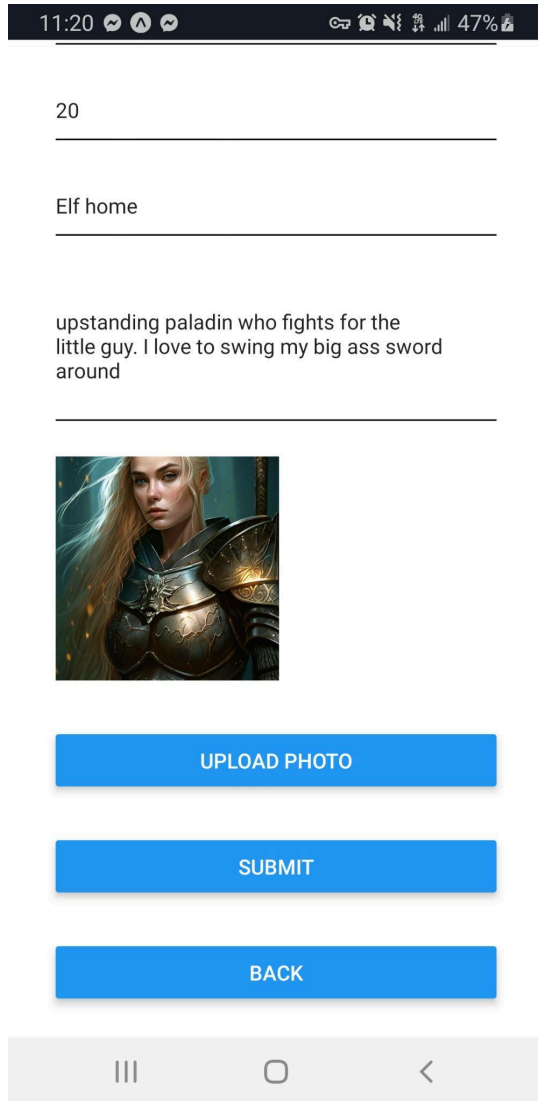 11:20 47%
20
Elf home
upstanding paladin who fights for the
little guy. I love to swing my big ass sword
around
UPLOAD PHOTO
SUBMIT
BACK